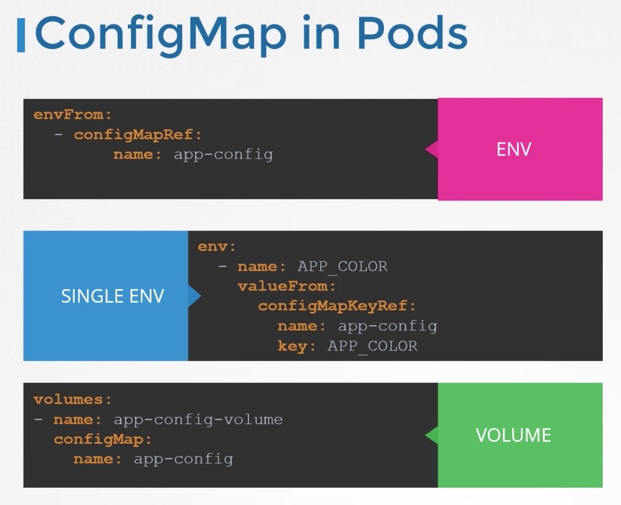 ConfigMap in Pods
envFrom:
  - configMapRef:
        name: app-config
ENV
SINGLE ENV
env:
  - name: APP_COLOR
    valueFrom:
      configMapKeyRef:
        name: app-config
        key: APP_COLOR
volumes:
- name: app-config-volume
  configMap:
    name: app-config
VOLUME